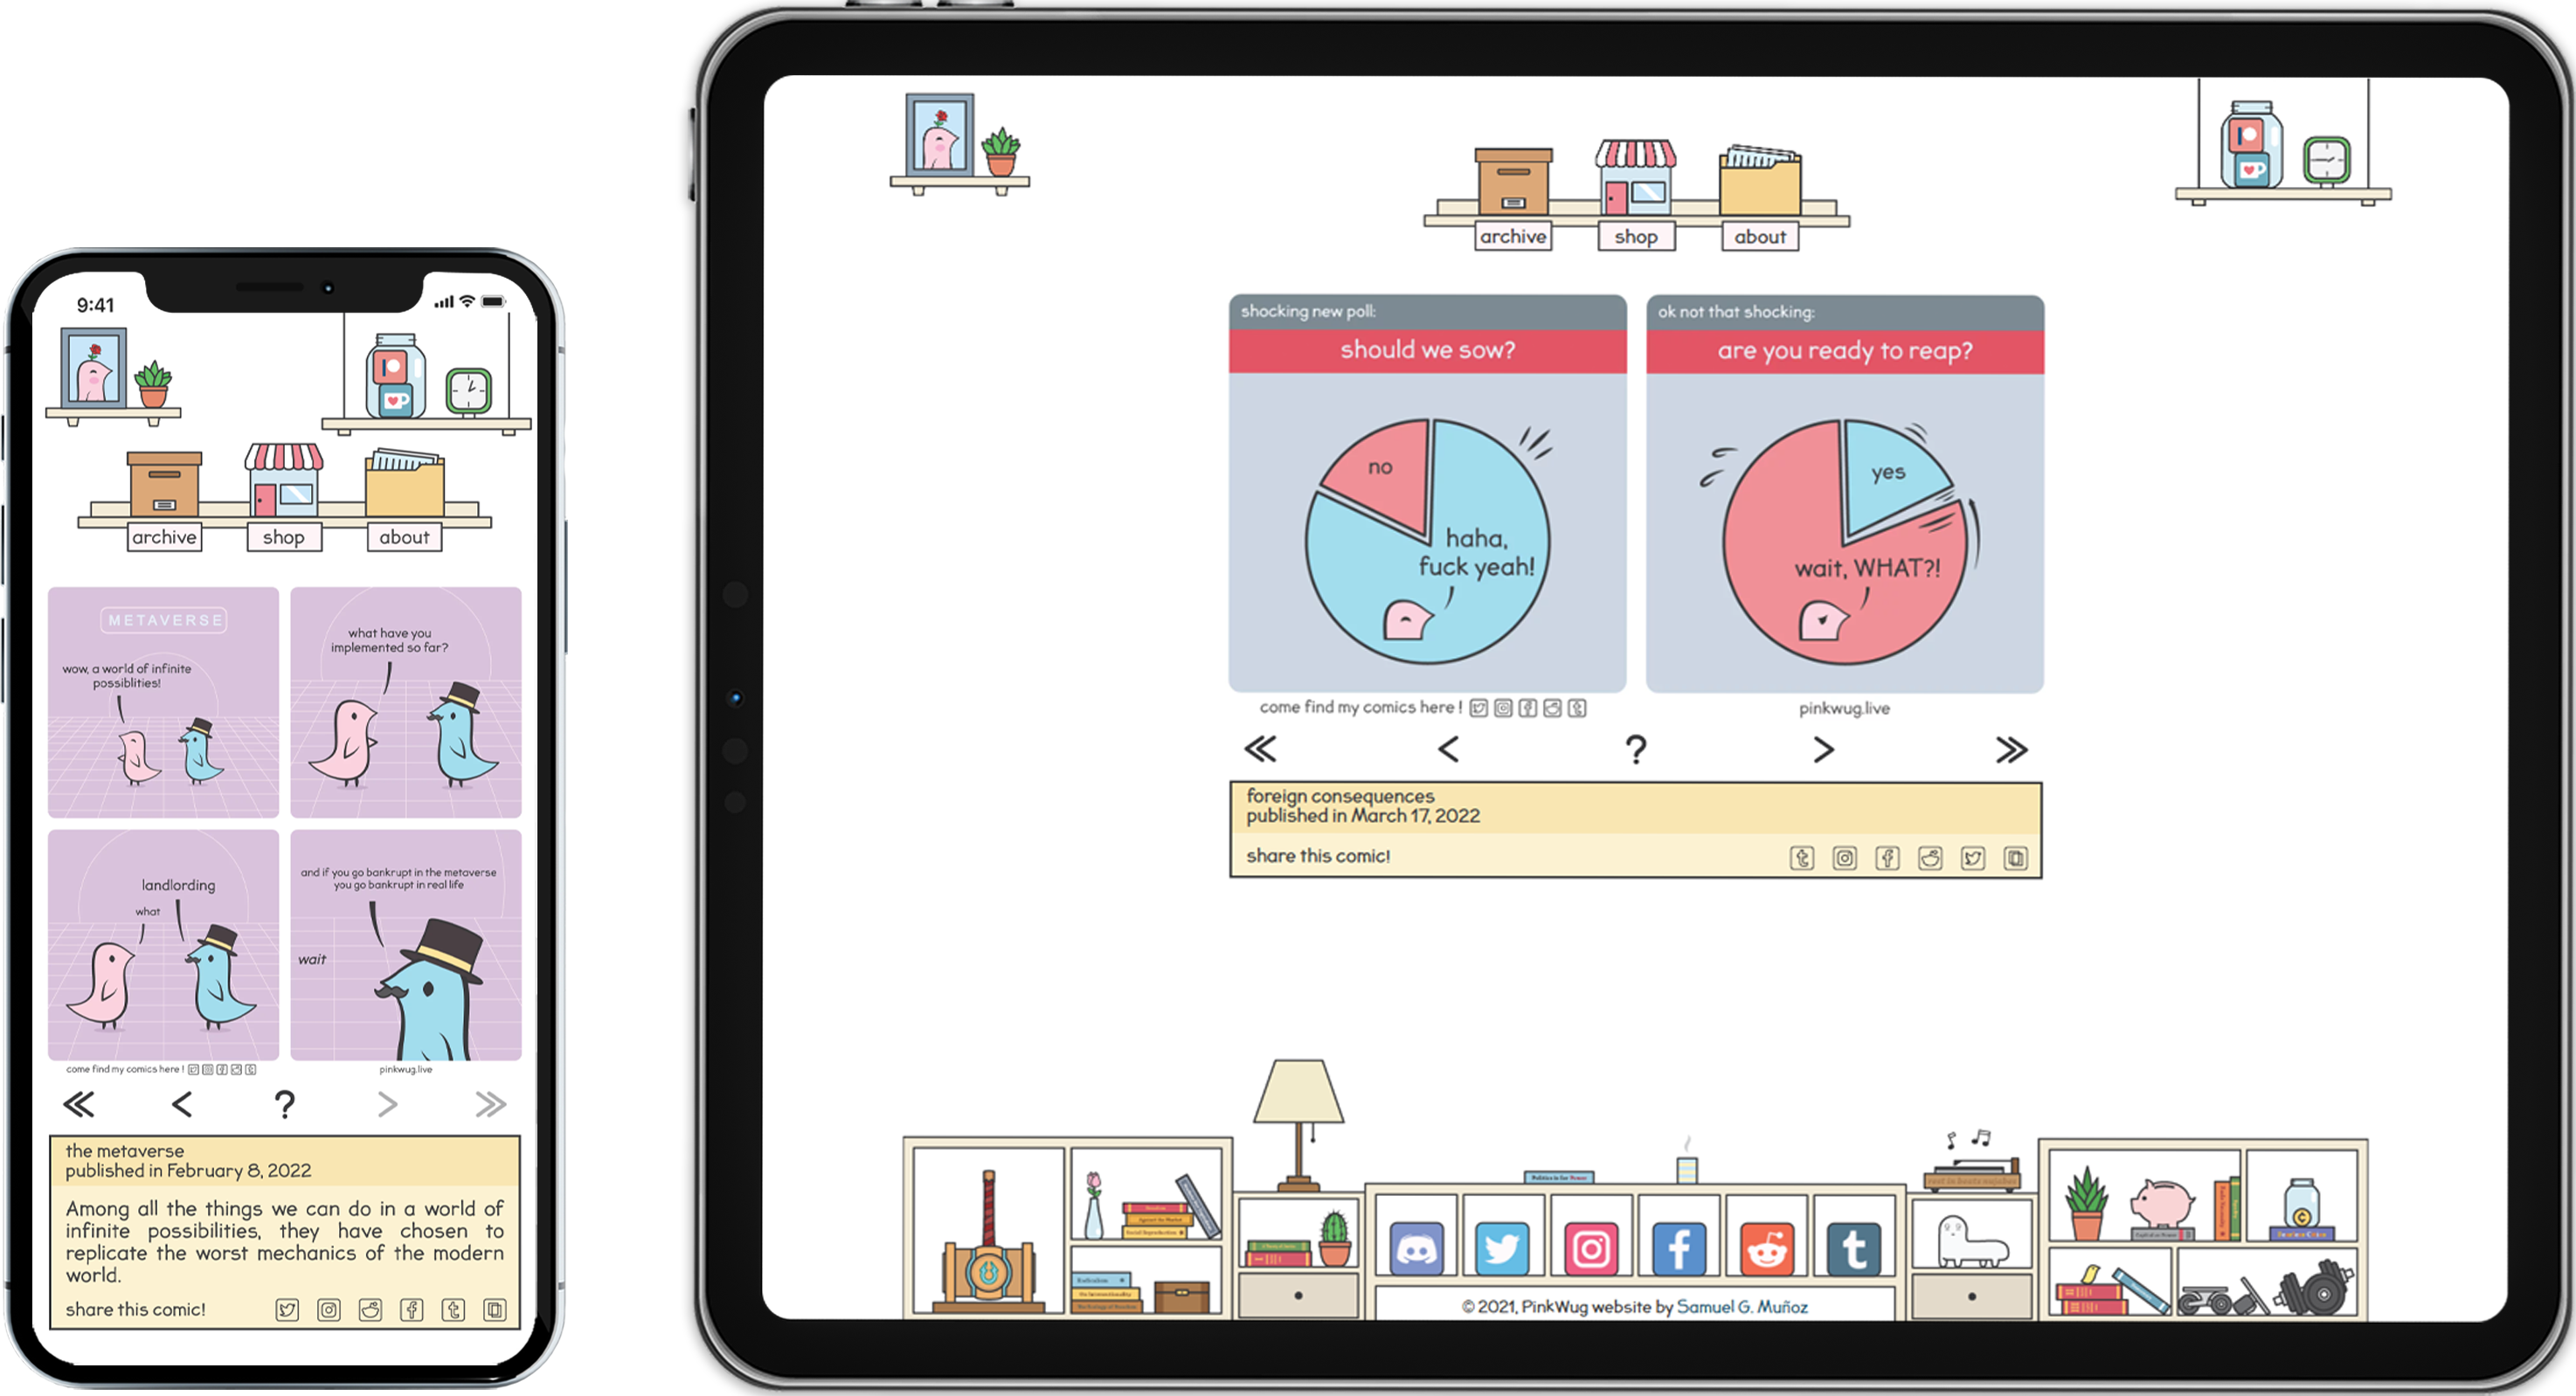 9:41
archive
shop
about
METAVERSE
wow, a world of infinite
possiblities!
what have you
implemented so far?
landlording
what
and if you go bankrupt in the metaverse
you go bankrupt in real life
wait
come find my comics here !
pinkwug.live
the metaverse
published in February 8, 2022
Among all the things we can do in a world of
infinite possibilities, they have chosen to
replicate the worst mechanics of the modern
world.
share this comic!
archive
shop
about
shocking new poll:
should we sow?
no
haha,
fuck yeah!
ok not that shocking:
are you ready to reap?
yes
wait, WHAT?!
come find my comics here !
pinkwug.live
foreign consequences
published in March 17, 2022
share this comic!
Politics is for Power
© 2021, PinkWug website by Samuel G. Muñoz